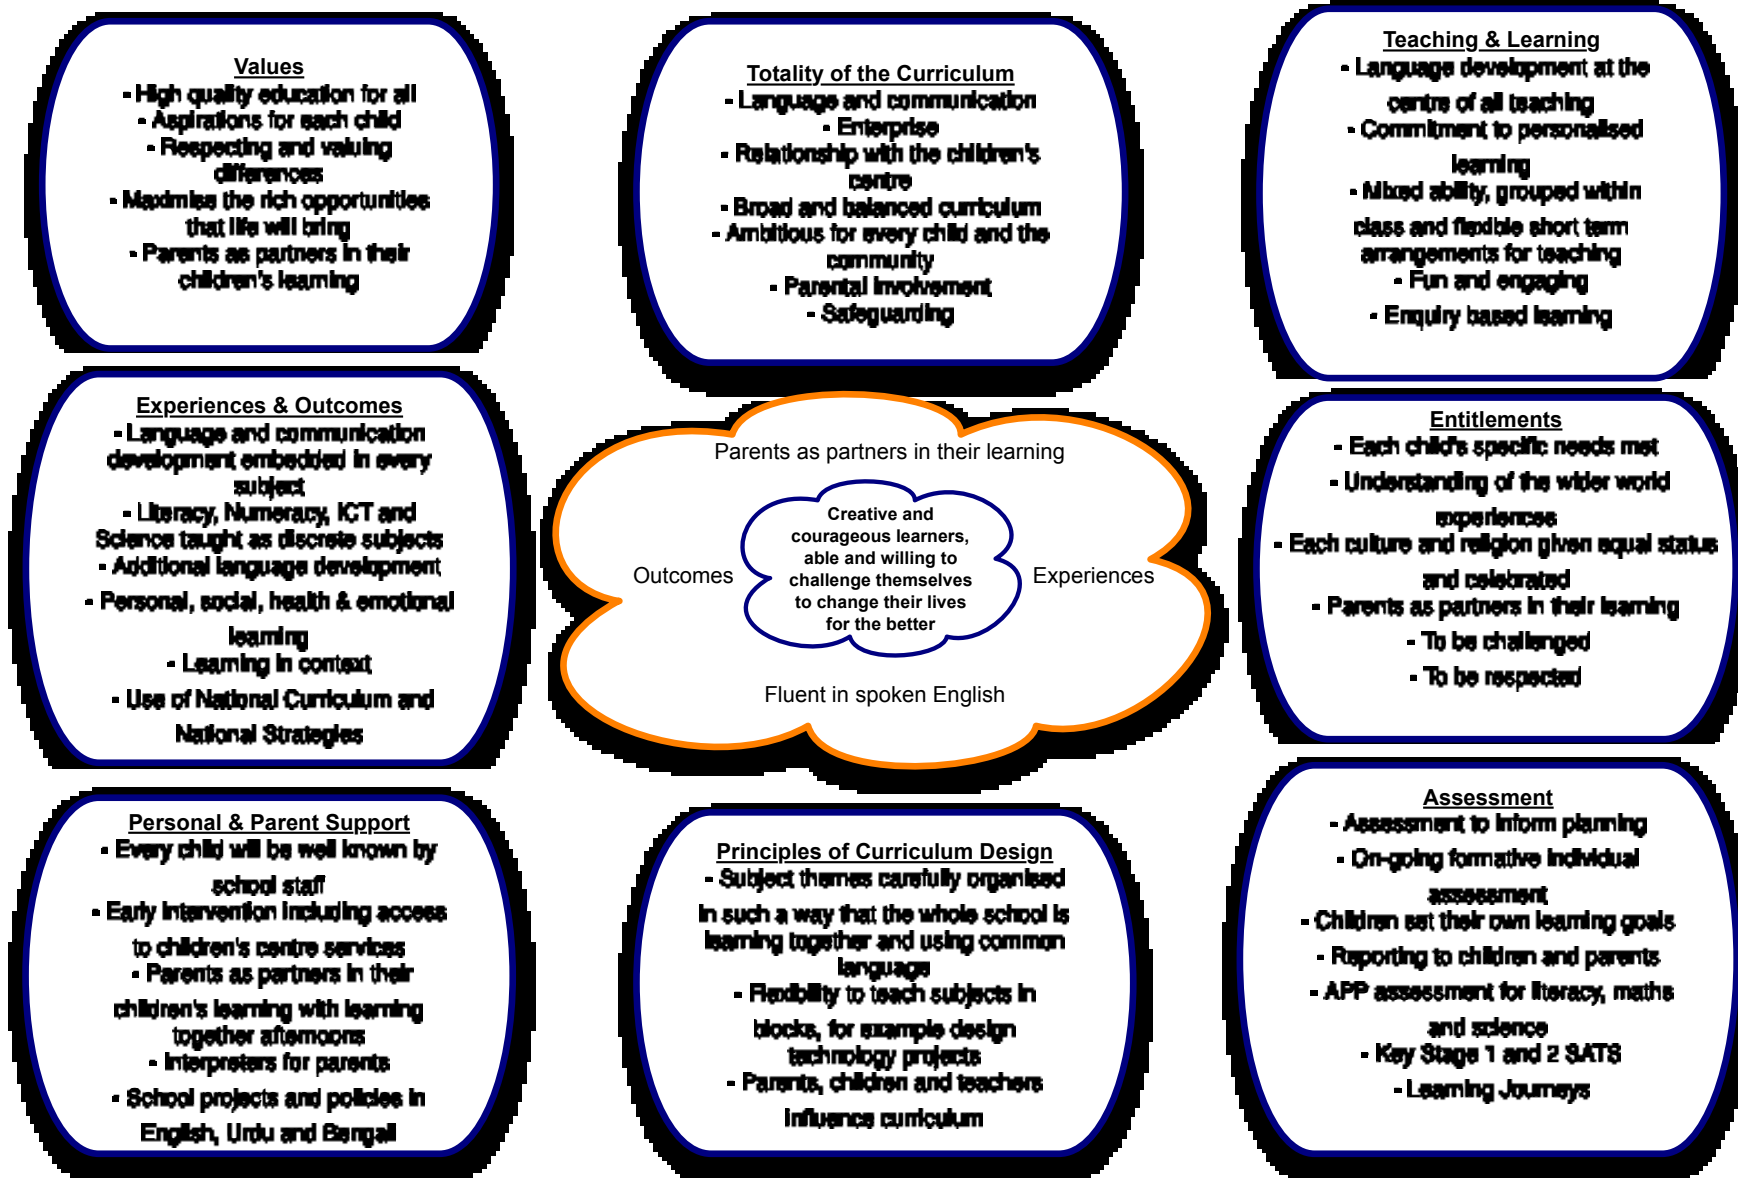 Values
- High quality education for all
- Aspirations for each child
- Respecting and valuing
differences
- Maximise the rich opportunities
that life will bring
- Parents as partners in their
children's learning
Totality of the Curriculum
- Language and communication
- Enterprise
- Relationship with the children's
centre
- Broad and balanced curriculum
- Ambitious for every child and the
community
- Parental involvement
- Safeguarding
Teaching & Learning
- Language development at the
centre of all teaching
- Commitment to personalised
learning
- Mixed ability, grouped within
class and flexible short term
arrangements for teaching
- Fun and engaging
- Enquiry based learning
Experiences & Outcomes
- Language and communication
development embedded in every
subject
- Literacy, Numeracy, ICT and
Science taught as discrete subjects
- Additional language development
- Personal, social, health & emotional
learning
- Learning in context
- Use of National Curriculum and
National Strategies
Parents as partners in their learning
Creative and
courageous learners,
able and willing to
challenge themselves
to change their lives
for the better
Outcomes
Experiences
Fluent in spoken English
Entitlements
- Each child's specific needs met
- Understanding of the wider world
experiences
- Each culture and religion given equal status
and celebrated
- Parents as partners in their learning
- To be challenged
- To be respected
Personal & Parent Support
- Every child will be well known by
school staff
- Early intervention including access
to children's centre services
- Parents as partners in their
children's learning with learning
together afternoons
- Interpreters for parents
- School projects and policies in
English, Urdu and Bengali
Principles of Curriculum Design
- Subject themes carefully organised
in such a way that the whole school is
learning together and using common
language
- Flexibility to teach subjects in
blocks, for example design
technology projects
- Parents, children and teachers
influence curriculum
Assessment
- Assessment to inform planning
- On-going formative individual
assessment
- Children set their own learning goals
- Reporting to children and parents
- APP assessment for literacy, maths
and science
- Key Stage 1 and 2 SATS
- Learning Journeys